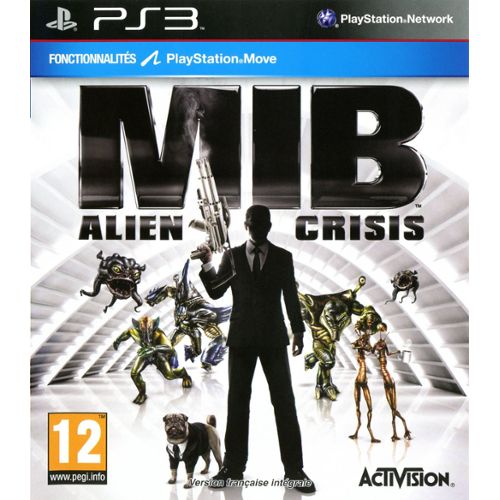 PS3
PlayStation®Network
FONCTIONNALITÉS PlayStation®Move
MIB
ALIEN CRISIS
12
www.pegi.info
Version française intégrale
ACTIVISION®